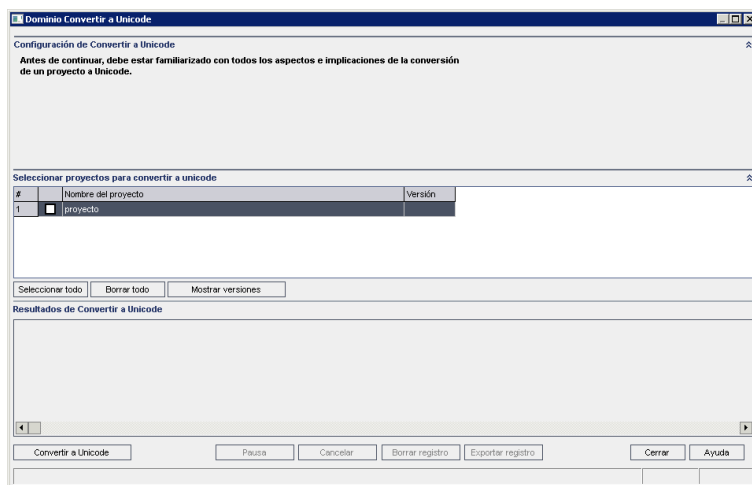 Dominio Convertir a Unicode
Configuración de Convertir a Unicode
Antes de continuar, debe estar familiarizado con todos los aspectos e implicaciones de la conversión
de un proyecto a Unicode.
Seleccionar proyectos para convertir a unicode
# Nombre del proyecto Versión
1 proyecto
Seleccionar todo Borrar todo Mostrar versiones
Resultados de Convertir a Unicode
Convertir a Unicode Pausa Cancelar Borrar registro Exportar registro Cerrar Ayuda